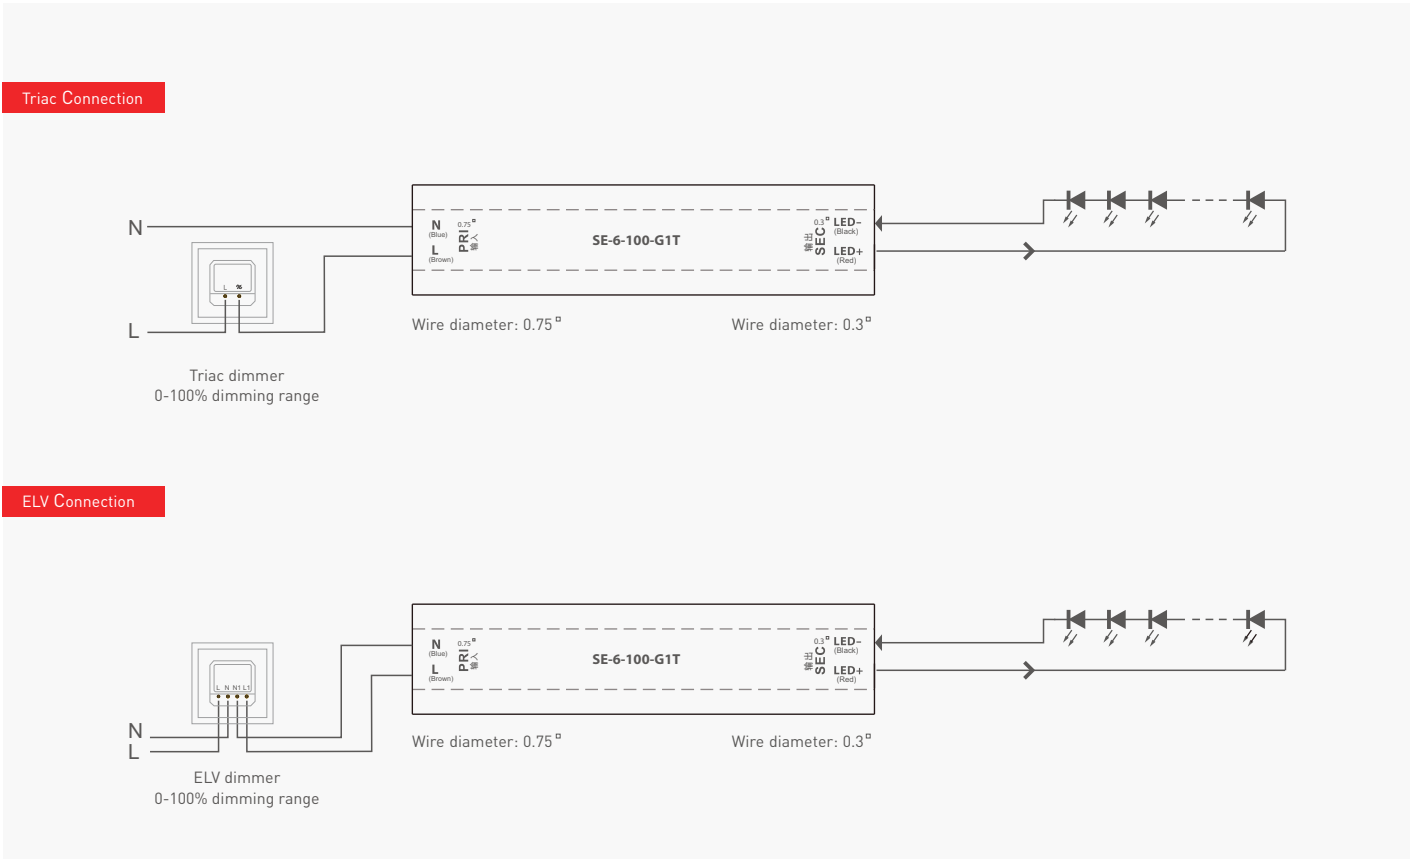 Triac Connection
N
L
L
Triac dimmer
0-100% dimming range
N
(Blue)
L
(Brown)
0.75
PRI
输入
SE-6-100-G1T
输出
SEC
0.3
LED-
(Black)
LED+
(Red)
Wire diameter: 0.75
Wire diameter: 0.3
ELV Connection
N
L
L N N1 L1
ELV dimmer
0-100% dimming range
N
(Blue)
L
(Brown)
0.75
PRI
输入
SE-6-100-G1T
输出
SEC
0.3
LED-
(Black)
LED+
(Red)
Wire diameter: 0.75
Wire diameter: 0.3